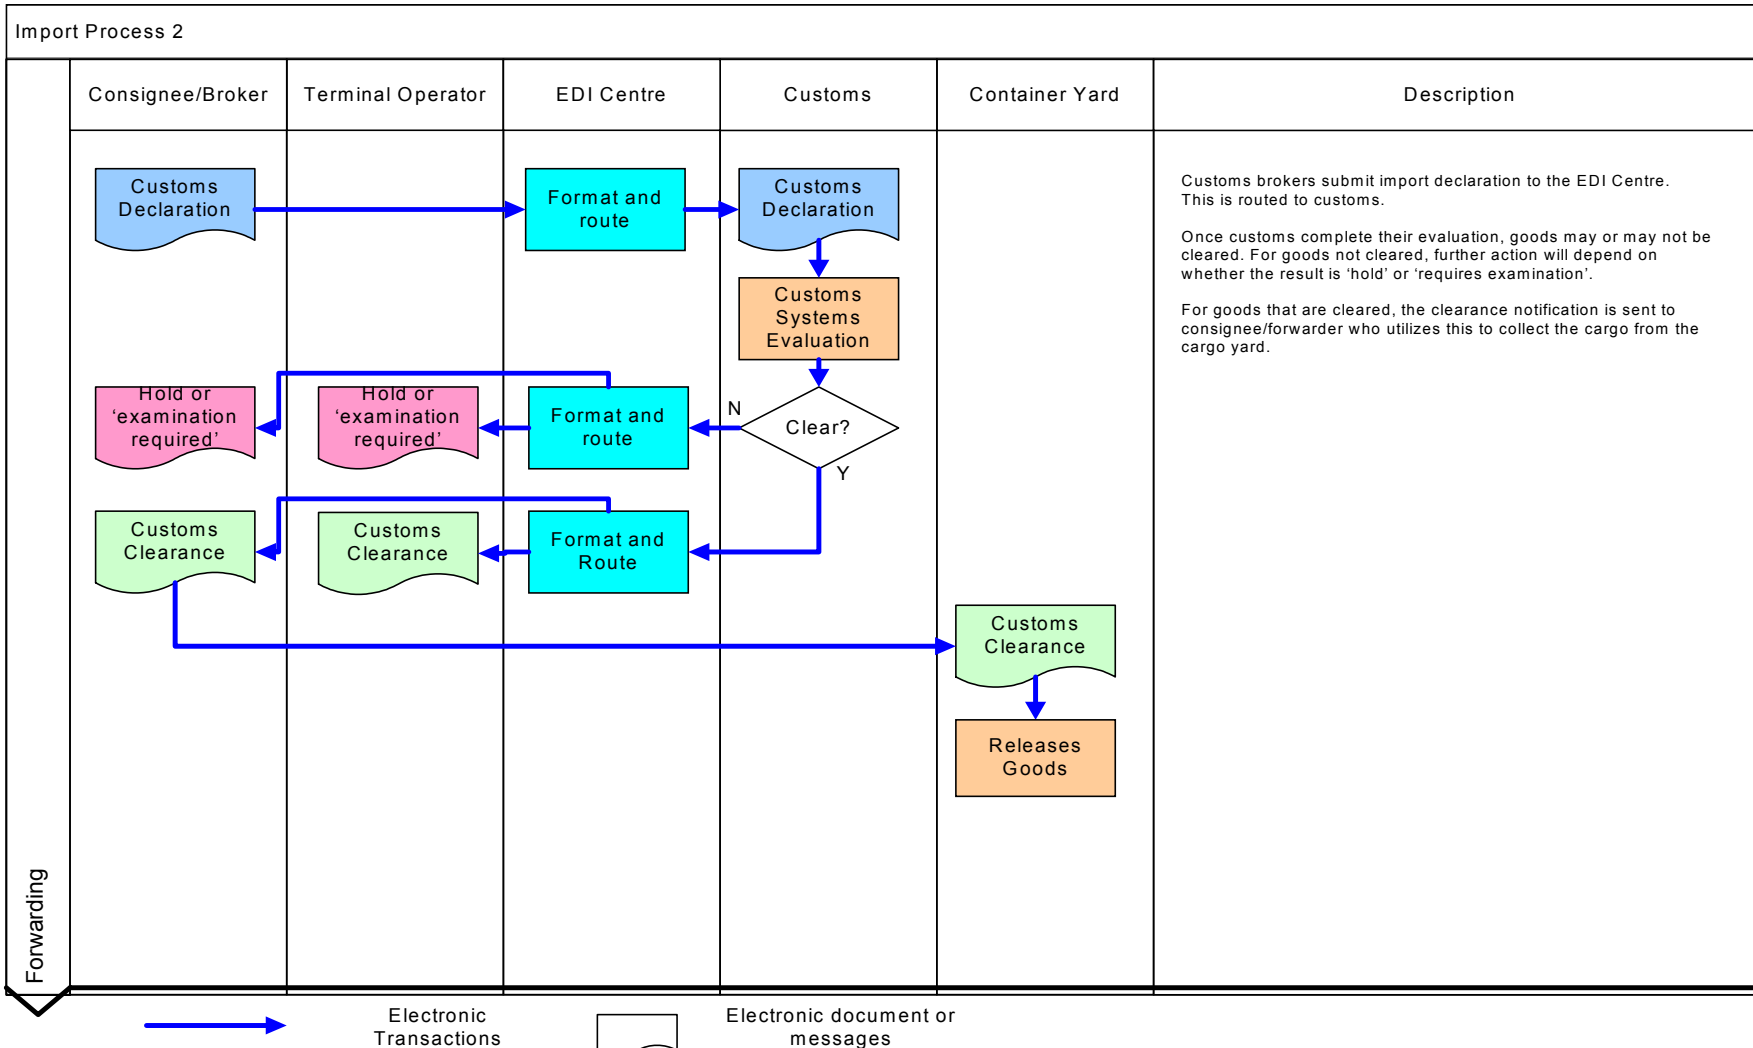 Import Process 2
Consignee/Broker
Terminal Operator
EDI Centre
Customs
Container Yard
Description
Customs
Declaration
Format and
route
Customs
Declaration
Customs brokers submit import declaration to the EDI Centre.
This is routed to customs.
Once customs complete their evaluation, goods may or may not be
cleared. For goods not cleared, further action will depend on
whether the result is ‘hold’ or ‘requires examination’.
For goods that are cleared, the clearance notification is sent to
consignee/forwarder who utilizes this to collect the cargo from the
cargo yard.
Customs
Systems
Evaluation
Hold or
‘examination
required’
Hold or
‘examination
required’
Format and
route
N
Clear?
Y
Customs
Clearance
Customs
Clearance
Format and
Route
Customs
Clearance
Releases
Goods
Forwarding
Electronic
Transactions
Electronic document or
messages